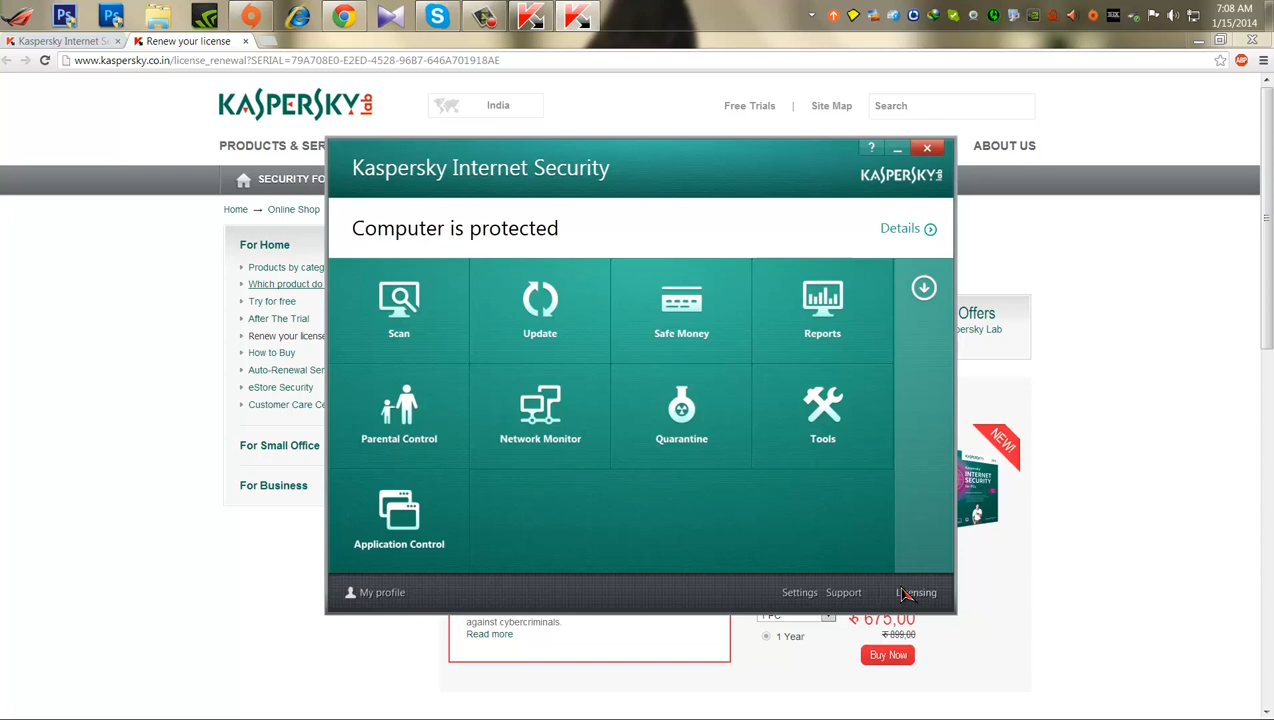 7:08 AM
1/15/2014
Kaspersky Internet S
Renew your license
www.kaspersky.co.in/license_renewal?SERIAL=79A708E0-E2ED-4528-96B7-646A701918AE
KASPERSKY lab
India
Free Trials | Site Map
Search
PRODUCTS & SER
ABOUT US
SECURITY FO
Home → Online Shop
For Home
Products by categ
Which product do
Try for free
After The Trial
Renew your license
How to Buy
Auto-Renewal Ser
eStore Security
Customer Care Ce
For Small Office
For Business
Kaspersky Internet Security
KASPERSKY lab
Computer is protected
Details
Scan
Update
Safe Money
Reports
Parental Control
Network Monitor
Quarantine
Tools
Application Control
My profile
Settings
Support
Offers
persky Lab
NEW!
KASPERSKY
INTERNET
SECURITY
against cybercriminals.
Read more
1 PC
675,00
899,00
1 Year
Buy Now
ABP